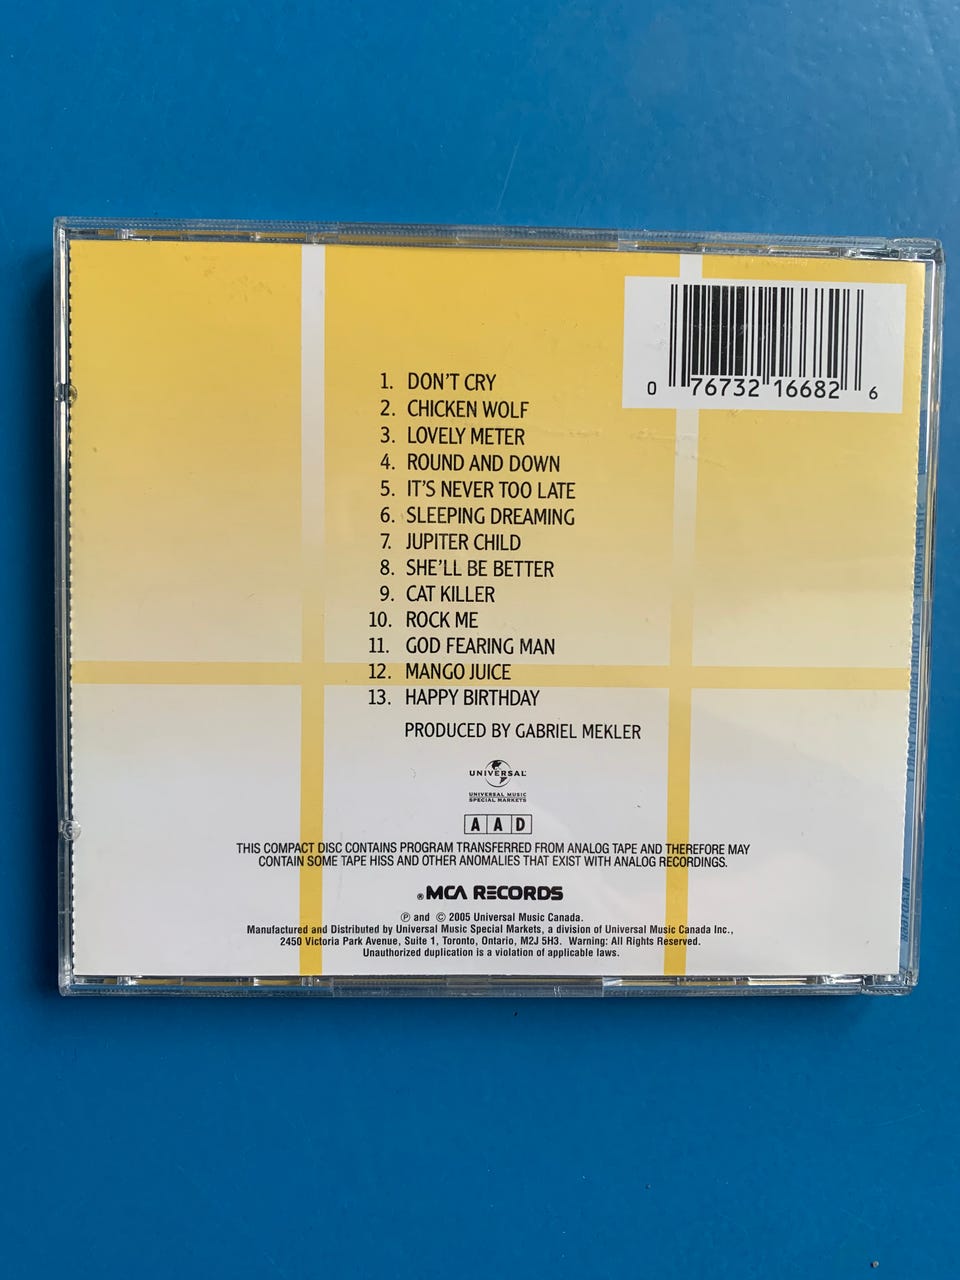 0 76732 16682 6
1. DON'T CRY
2. CHICKEN WOLF
3. LOVELY METER
4. ROUND AND DOWN
5. IT'S NEVER TOO LATE
6. SLEEPING DREAMING
7. JUPITER CHILD
8. SHE'LL BE BETTER
9. CAT KILLER
10. ROCK ME
11. GOD FEARING MAN
12. MANGO JUICE
13. HAPPY BIRTHDAY
PRODUCED BY GABRIEL MEKLER
UNIVERSAL
UNIVERSAL MUSIC
SPECIAL MARKETS
A A D
THIS COMPACT DISC CONTAINS PROGRAM TRANSFERRED FROM ANALOG TAPE AND THEREFORE MAY
CONTAIN SOME TAPE HISS AND OTHER ANOMALIES THAT EXIST WITH ANALOG RECORDINGS.
®MCA RECORDS
℗ and © 2005 Universal Music Canada.
Manufactured and Distributed by Universal Music Special Markets, a division of Universal Music Canada Inc.,
2450 Victoria Park Avenue, Suite 1, Toronto, Ontario, M2J 5H3. Warning: All Rights Reserved.
Unauthorized duplication is a violation of applicable laws.